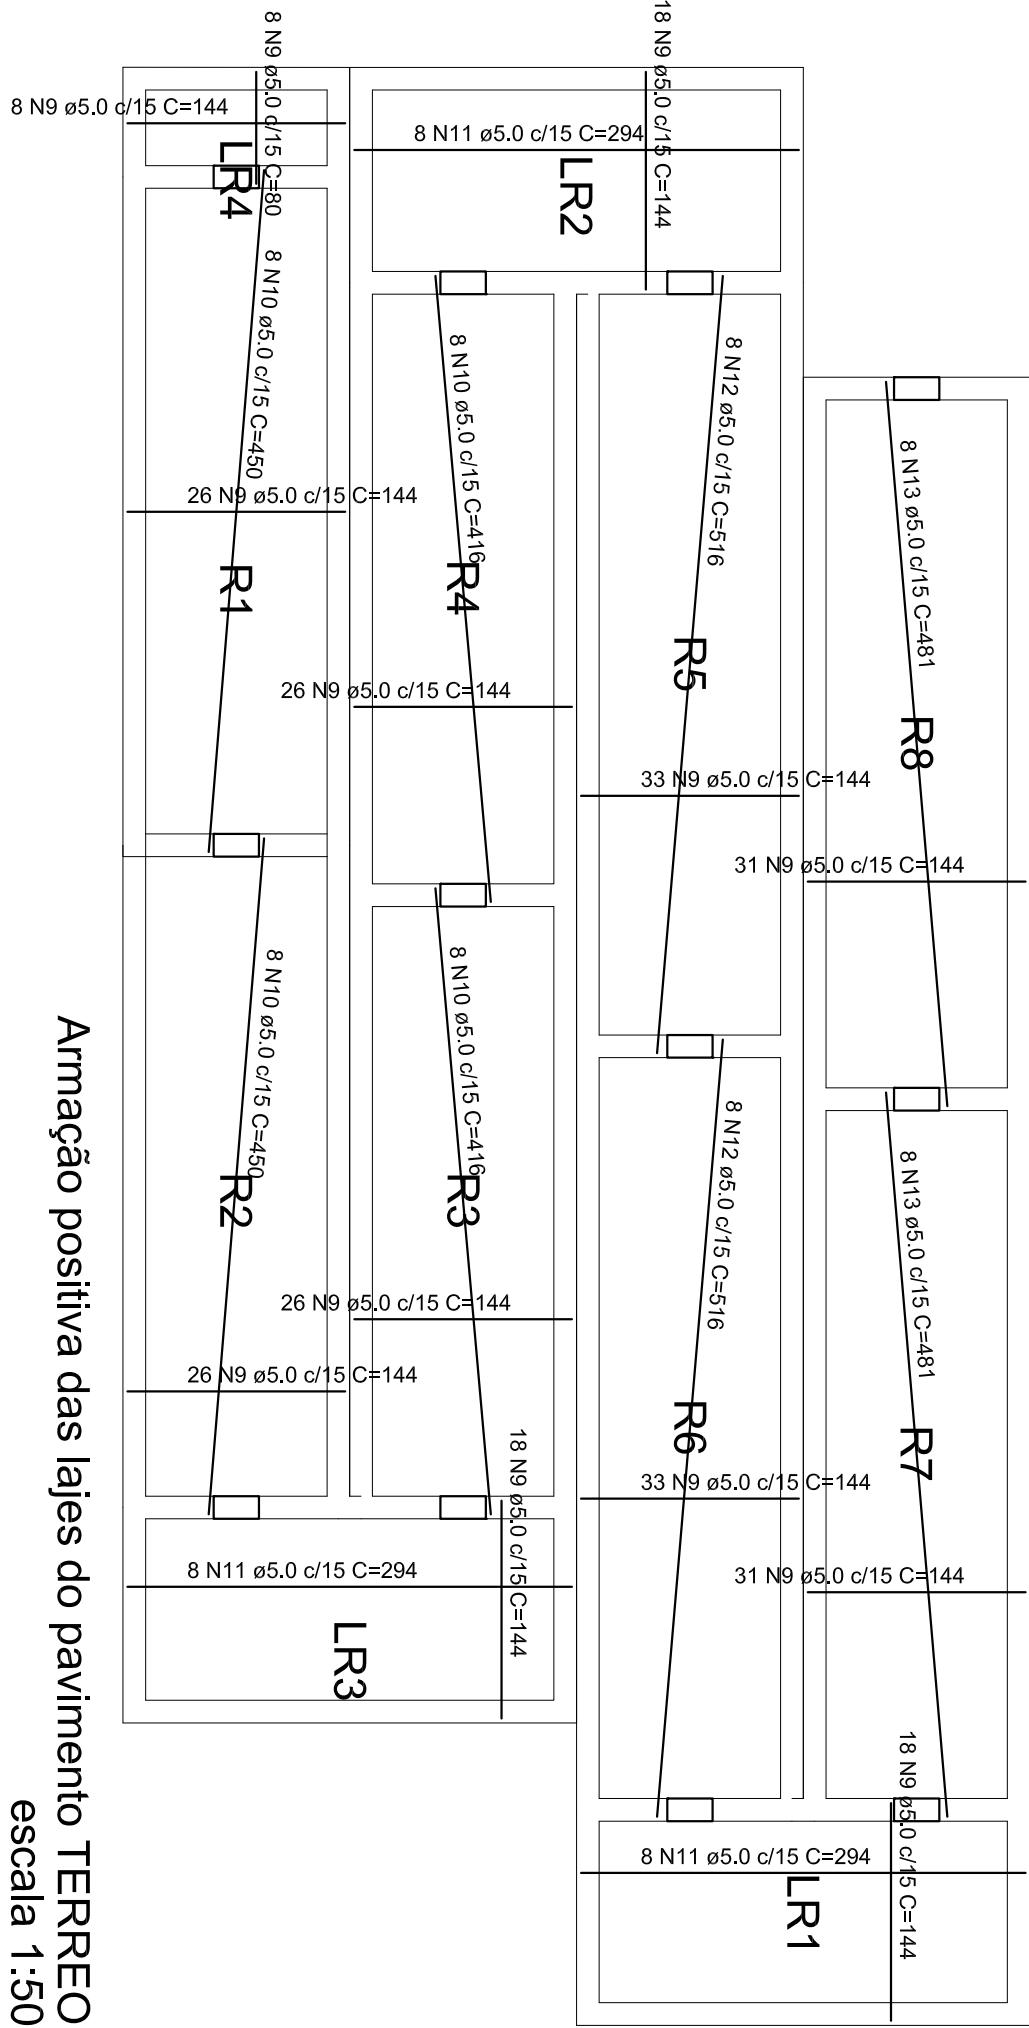 8 N9 ø5.0 c/15 C=80
18 N9 ø5.0 c/15 C=144
8 N9 ø5.0 c/15 C=144
8 N11 ø5.0 c/15 C=294
LR4
LR2
8 N10 ø5.0 c/15 C=450
8 N10 ø5.0 c/15 C=416
8 N12 ø5.0 c/15 C=516
8 N13 ø5.0 c/15 C=481
26 N9 ø5.0 c/15 C=144
R1
R4
R5
R8
26 N9 ø5.0 c/15 C=144
33 N9 ø5.0 c/15 C=144
31 N9 ø5.0 c/15 C=144
8 N10 ø5.0 c/15 C=450
8 N10 ø5.0 c/15 C=416
8 N12 ø5.0 c/15 C=516
8 N13 ø5.0 c/15 C=481
R2
R3
26 N9 ø5.0 c/15 C=144
26 N9 ø5.0 c/15 C=144
R6
R7
18 N9 ø5.0 c/15 C=144
33 N9 ø5.0 c/15 C=144
8 N11 ø5.0 c/15 C=294
31 N9 ø5.0 c/15 C=144
LR3
18 N9 ø5.0 c/15 C=144
8 N11 ø5.0 c/15 C=294
LR1
Armação positiva das lajes do pavimento TERREO
escala 1:50